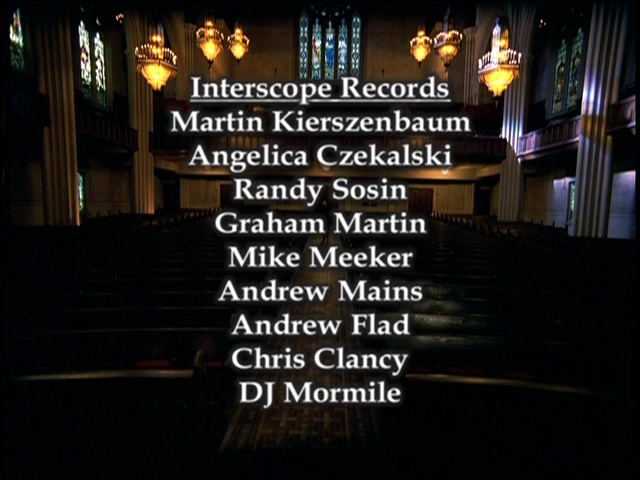 Interscope Records
Martin Kierszenbaum
Angelica Czekalski
Randy Sosin
Graham Martin
Mike Meeker
Andrew Mains
Andrew Flad
Chris Clancy
DJ Mormile